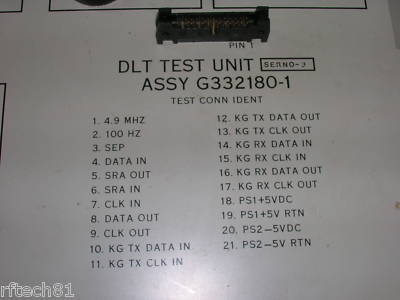 PIN 1
DLT TEST UNIT SERNO-J
ASSY G332180-1
TEST CONN IDENT
1. 4.9 MHZ
2. 100 HZ
3. SEP
4. DATA IN
5. SRA OUT
6. SRA IN
7. CLK IN
8. DATA OUT
9. CLK OUT
10. KG TX DATA IN
11. KG TX CLK IN
12. KG TX DATA OUT
13. KG TX CLK OUT
14. KG RX DATA IN
15. KG RX CLK IN
16. KG RX DATA OUT
17. KG RX CLK OUT
18. PS1+5VDC
19. PS1+5V RTN
20. PS2-5VDC
21. PS2-5V RTN
© rftech81